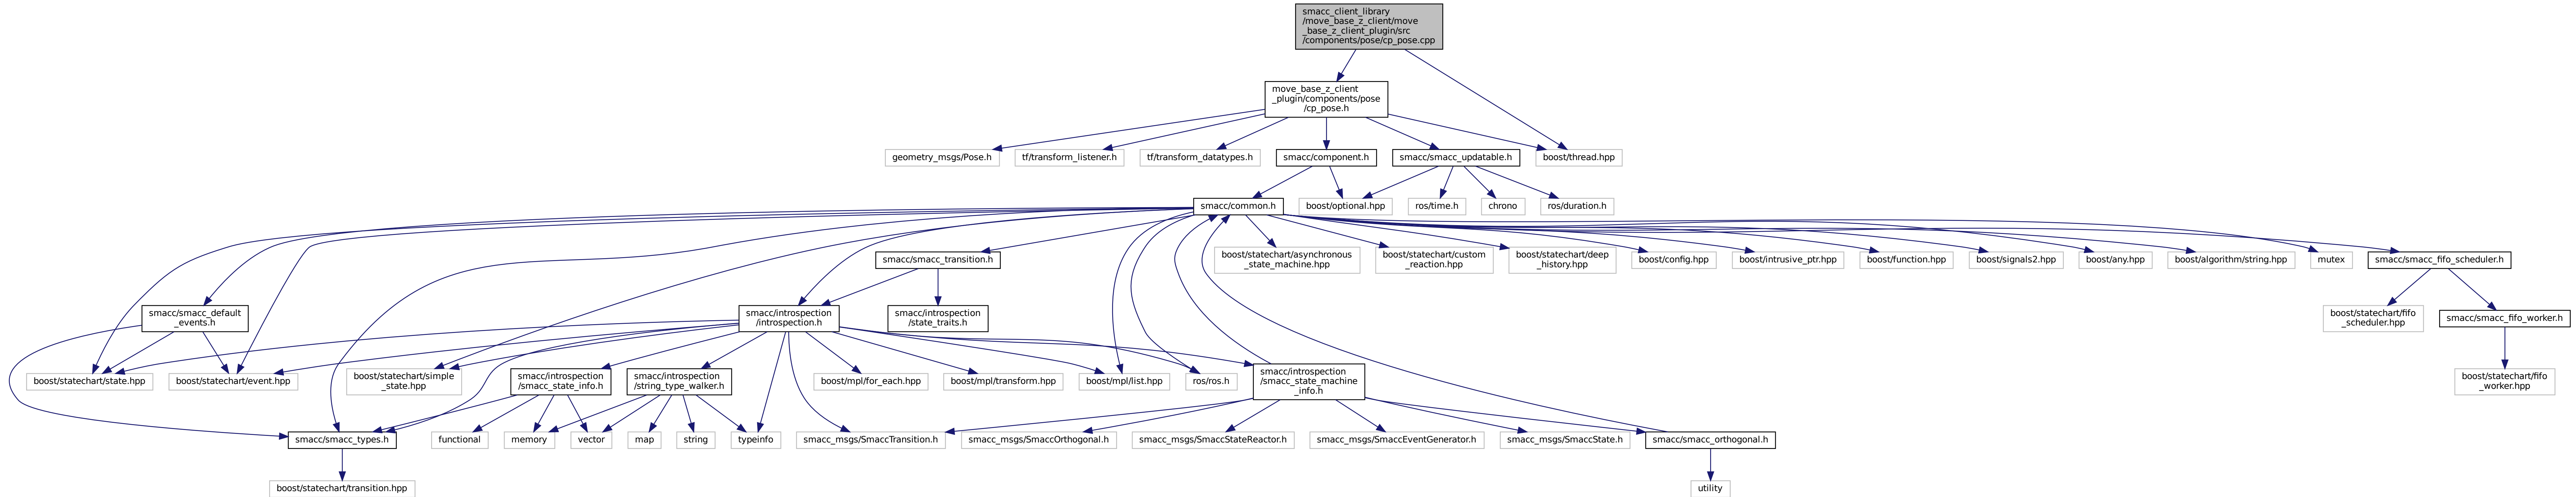 smacc_client_library
/move_base_z_client/move
_base_z_client_plugin/src
/components/pose/cp_pose.cpp
move_base_z_client
_plugin/components/pose
/cp_pose.h
geometry_msgs/Pose.h
tf/transform_listener.h
tf/transform_datatypes.h
smacc/component.h
smacc/smacc_updatable.h
boost/thread.hpp
smacc/common.h
boost/optional.hpp
ros/time.h
chrono
ros/duration.h
smacc/smacc_transition.h
boost/statechart/asynchronous
_state_machine.hpp
boost/statechart/custom
_reaction.hpp
boost/statechart/deep
_history.hpp
boost/config.hpp
boost/intrusive_ptr.hpp
boost/function.hpp
boost/signals2.hpp
boost/any.hpp
boost/algorithm/string.hpp
mutex
smacc/smacc_fifo_scheduler.h
smacc/smacc_default
_events.h
smacc/introspection
/introspection.h
smacc/introspection
/state_traits.h
boost/statechart/fifo
_scheduler.hpp
smacc/smacc_fifo_worker.h
boost/statechart/state.hpp
boost/statechart/event.hpp
boost/statechart/simple
_state.hpp
smacc/introspection
/smacc_state_info.h
smacc/introspection
/string_type_walker.h
boost/mpl/for_each.hpp
boost/mpl/transform.hpp
boost/mpl/list.hpp
ros/ros.h
smacc/introspection
/smacc_state_machine
_info.h
boost/statechart/fifo
_worker.hpp
smacc/smacc_types.h
functional
memory
vector
map
string
typeinfo
smacc_msgs/SmaccTransition.h
smacc_msgs/SmaccOrthogonal.h
smacc_msgs/SmaccStateReactor.h
smacc_msgs/SmaccEventGenerator.h
smacc_msgs/SmaccState.h
smacc/smacc_orthogonal.h
boost/statechart/transition.hpp
utility